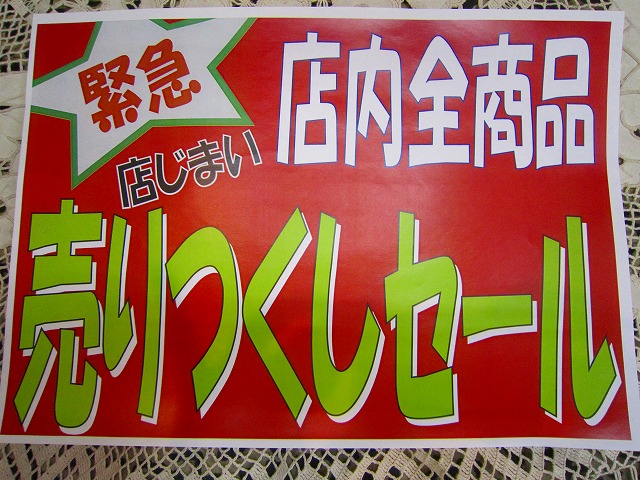 緊急
店内全商品
店じまい
売りつくしセール